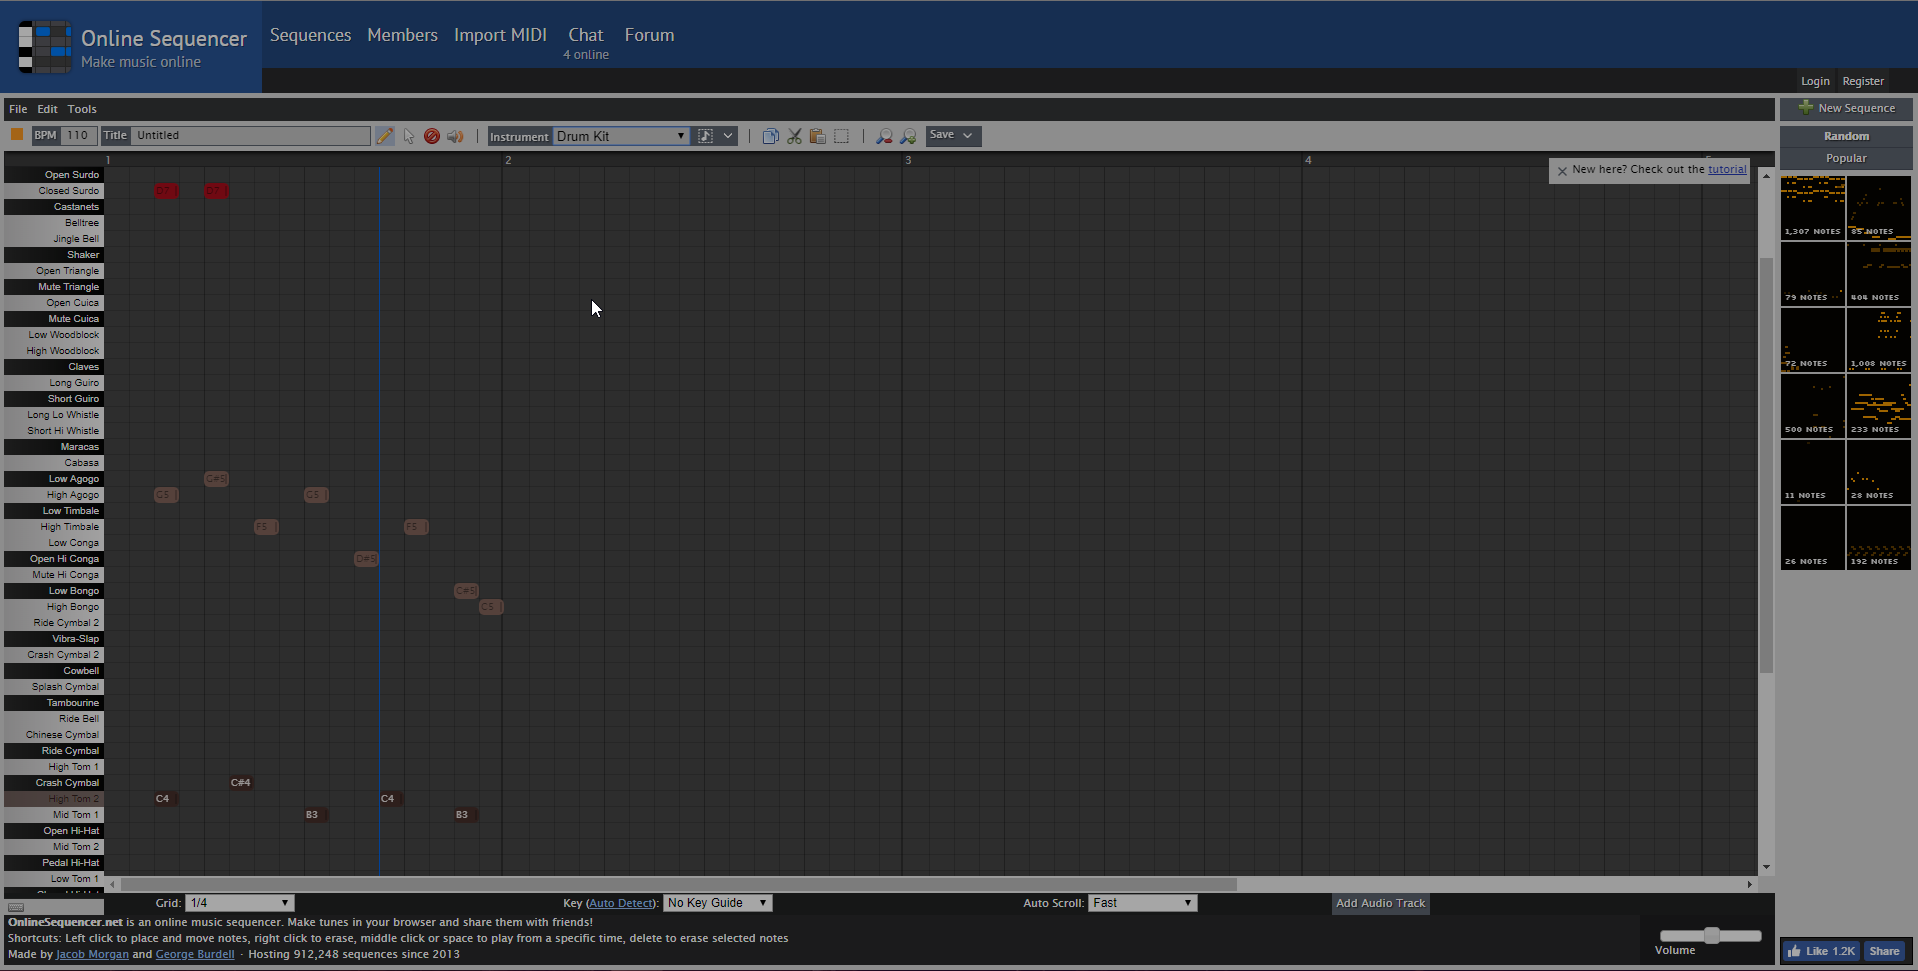 Online Sequencer
Make music online
Sequences Members Import MIDI Chat Forum
4 online
Login Register
File Edit Tools
New Sequence
BPM 110 Title Untitled Instrument Drum Kit Save
Random
Popular
1 2 3 4
New here? Check out the tutorial
Open Surdo
Closed Surdo D7 D7
Castanets
Belltree
Jingle Bell
Shaker
Open Triangle
Mute Triangle
Open Cuica
Mute Cuica
Low Woodblock
High Woodblock
Claves
Long Guiro
Short Guiro
Long Lo Whistle
Short Hi Whistle
Maracas
Cabasa
Low Agogo G#5
High Agogo G5 G5
Low Timbale
High Timbale F5 F5
Low Conga
Open Hi Conga D#5
Mute Hi Conga
Low Bongo C#5
High Bongo C5
Ride Cymbal 2
Vibra-Slap
Crash Cymbal 2
Cowbell
Splash Cymbal
Tambourine
Ride Bell
Chinese Cymbal
Ride Cymbal
High Tom 1
Crash Cymbal C#4
High Tom 2 C4 C4
Mid Tom 1 B3 B3
Open Hi-Hat
Mid Tom 2
Pedal Hi-Hat
Low Tom 1
1,307 NOTES 85 NOTES
79 NOTES 404 NOTES
72 NOTES 1,008 NOTES
500 NOTES 233 NOTES
11 NOTES 28 NOTES
26 NOTES 192 NOTES
Grid: 1/4 Key (Auto Detect): No Key Guide Auto Scroll: Fast Add Audio Track
OnlineSequencer.net is an online music sequencer. Make tunes in your browser and share them with friends!
Shortcuts: Left click to place and move notes, right click to erase, middle click or space to play from a specific time, delete to erase selected notes
Made by Jacob Morgan and George Burdell · Hosting 912,248 sequences since 2013
Volume
Like 1.2K Share